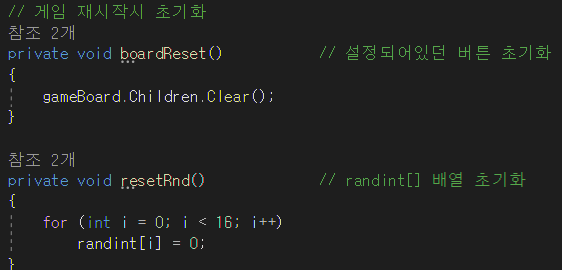 // 게임 재시작시 초기화
참조 2개
private void boardReset() // 설정되어있던 버튼 초기화
{
gameBoard.Children.Clear();
}
참조 2개
private void resetRnd() // randint[] 배열 초기화
{
for (int i = 0; i < 16; i++)
randint[i] = 0;
}